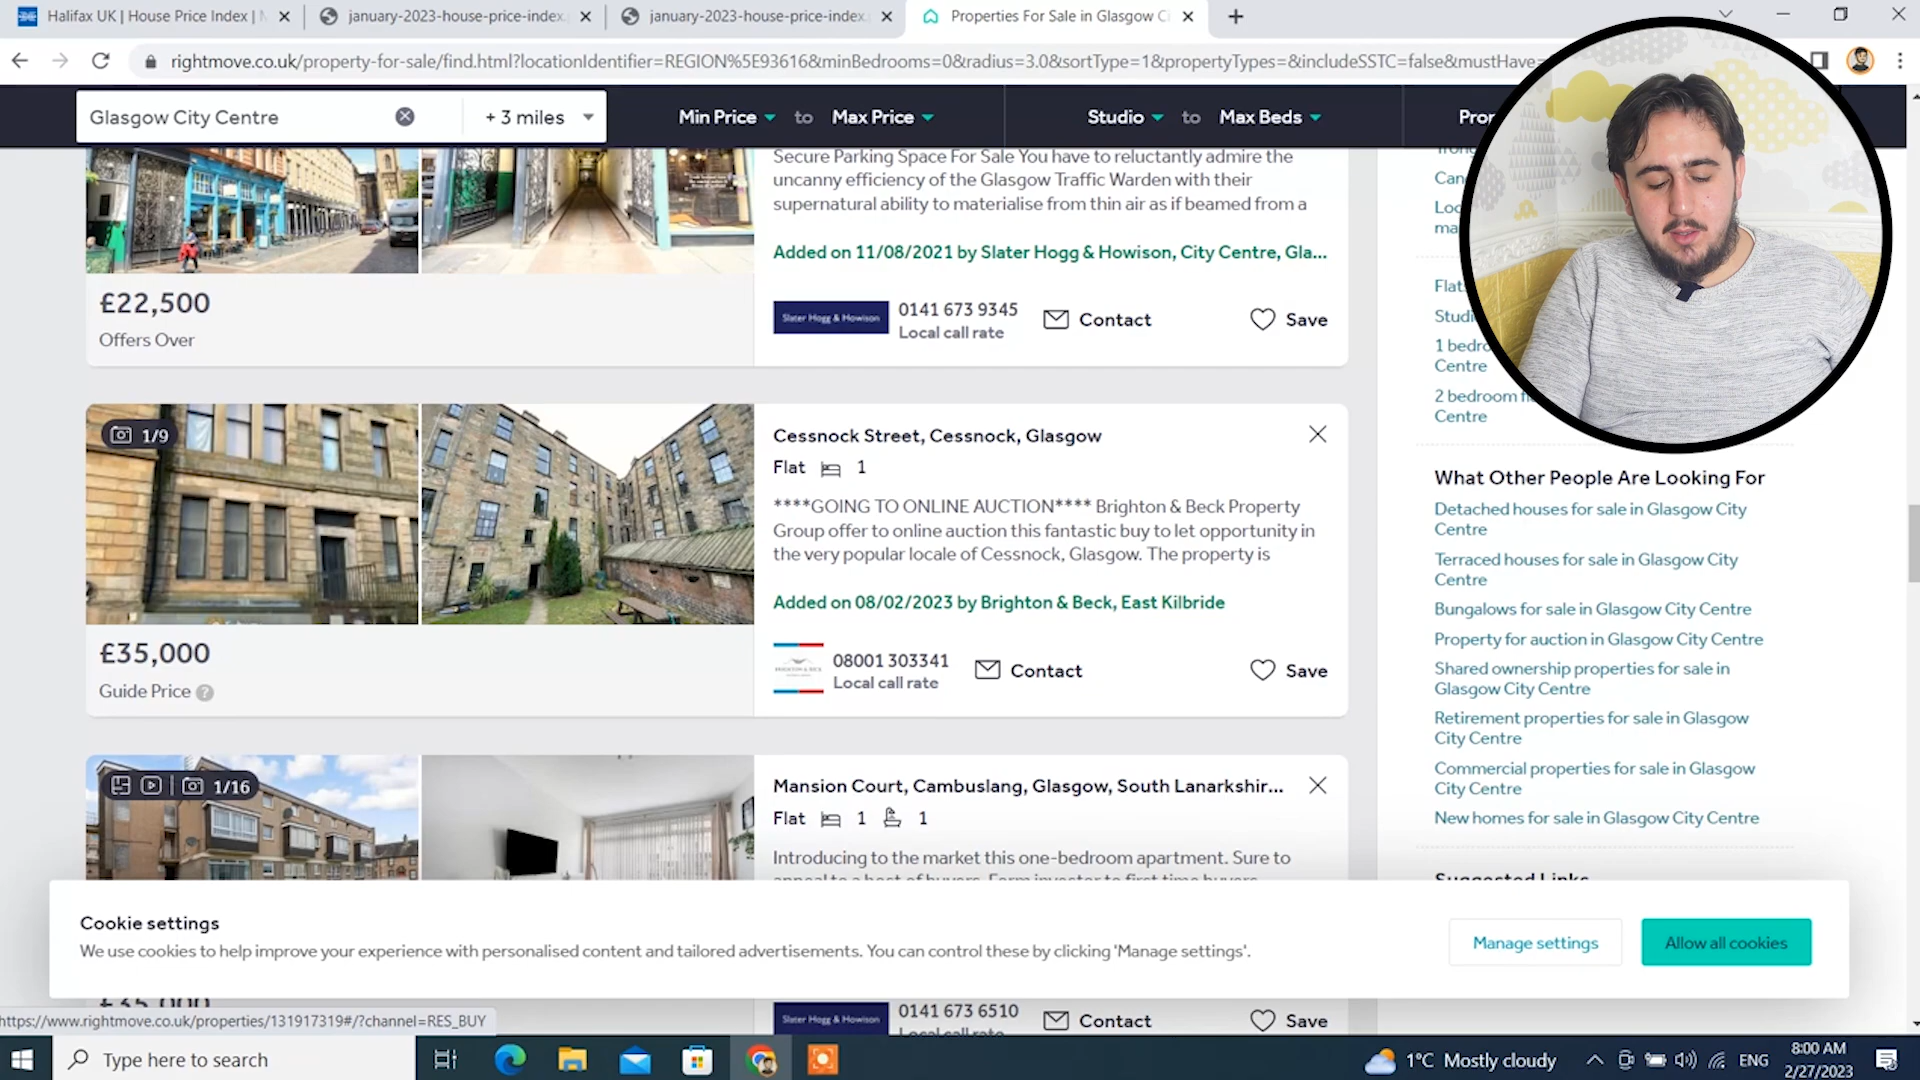 Halifax UK | House Price Index |
january-2023-house-price-index
january-2023-house-price-index
Properties For Sale in Glasgow Ci
rightmove.co.uk/property-for-sale/find.html?locationIdentifier=REGION%5E93616&minBedrooms=0&radius=3.0&sortType=1&propertyTypes=&includeSSTC=false&mustHave=
Glasgow City Centre
+ 3 miles
Min Price to Max Price
Studio to Max Beds
Secure Parking Space For Sale You have to reluctantly admire the
uncanny efficiency of the Glasgow Traffic Warden with their
supernatural ability to materialise from thin air as if beamed from a
Added on 11/08/2021 by Slater Hogg & Howison, City Centre, Gla...
£22,500
Offers Over
Slater Hogg & Howison
0141 673 9345
Local call rate
Contact
Save
1/9
Cessnock Street, Cessnock, Glasgow
Flat 1
****GOING TO ONLINE AUCTION**** Brighton & Beck Property
Group offer to online auction this fantastic buy to let opportunity in
the very popular locale of Cessnock, Glasgow. The property is
Added on 08/02/2023 by Brighton & Beck, East Kilbride
£35,000
Guide Price ?
BRIGHTON & BECK
08001 303341
Local call rate
Contact
Save
1/16
Mansion Court, Cambuslang, Glasgow, South Lanarkshir...
Flat 1 1
Introducing to the market this one-bedroom apartment. Sure to
£35,000
Slater Hogg & Howison
0141 673 6510
Local call rate
Contact
Save
Centre
2 bedroom
Centre
What Other People Are Looking For
Detached houses for sale in Glasgow City
Centre
Terraced houses for sale in Glasgow City
Centre
Bungalows for sale in Glasgow City Centre
Property for auction in Glasgow City Centre
Shared ownership properties for sale in
Glasgow City Centre
Retirement properties for sale in Glasgow
City Centre
Commercial properties for sale in Glasgow
City Centre
New homes for sale in Glasgow City Centre
Suggested Links
Cookie settings
We use cookies to help improve your experience with personalised content and tailored advertisements. You can control these by clicking 'Manage settings'.
Manage settings
Allow all cookies
https://www.rightmove.co.uk/properties/131917319#/?channel=RES_BUY
Type here to search
1°C Mostly cloudy
ENG
8:00 AM
2/27/2023